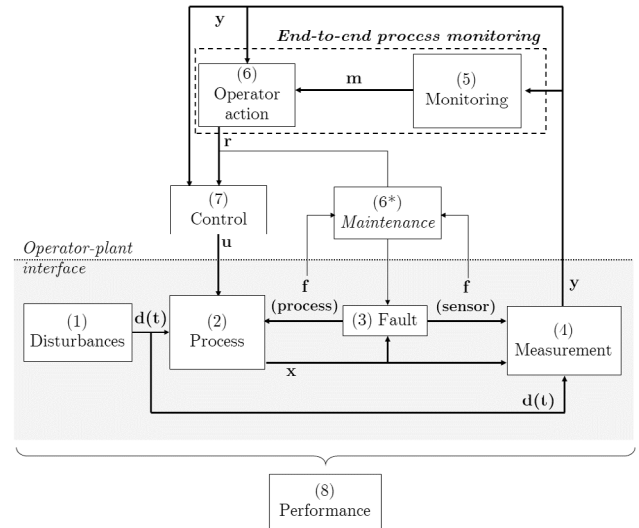 y
End-to-end process monitoring
(6)
Operator
action
m
(5)
Monitoring
r
(7)
Control
(6*)
Maintenance
Operator-plant
interface
u
f
(process)
f
(sensor)
y
(1)
Disturbances
d(t)
(2)
Process
(3) Fault
(4)
Measurement
x
d(t)
(8)
Performance